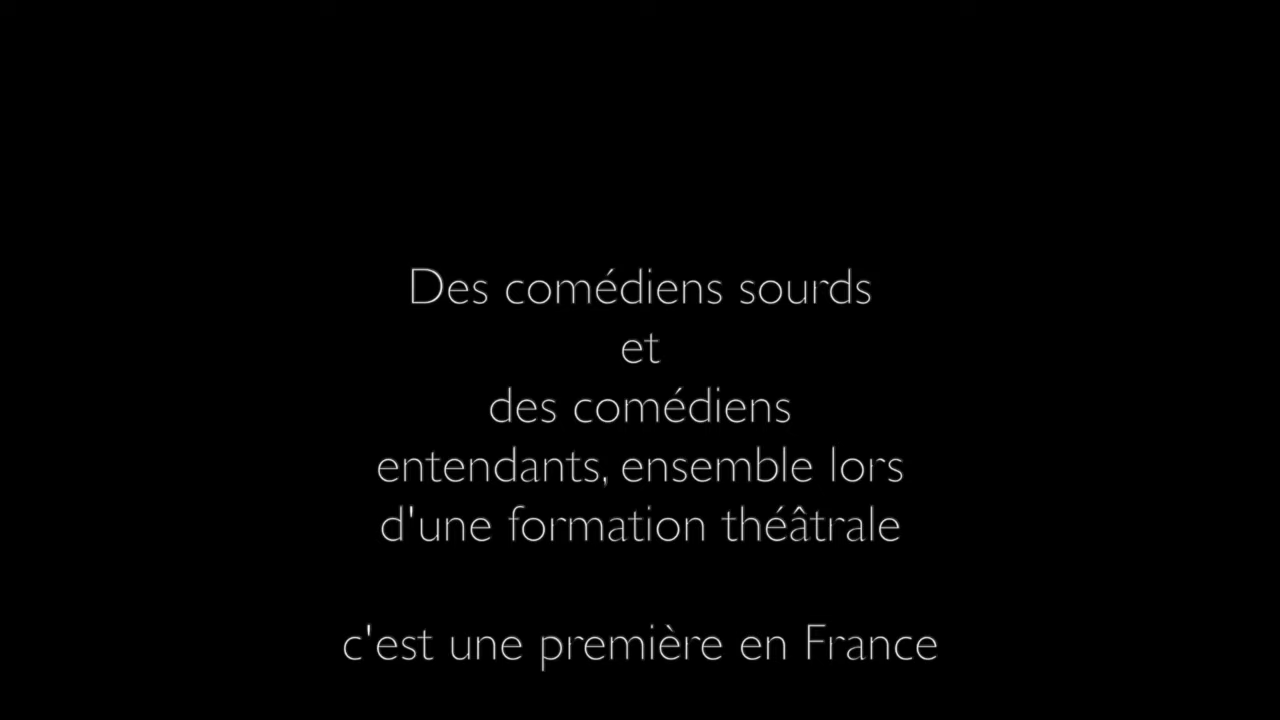 Des comédiens sourds
et
des comédiens
entendants, ensemble lors
d'une formation théâtrale
c'est une première en France